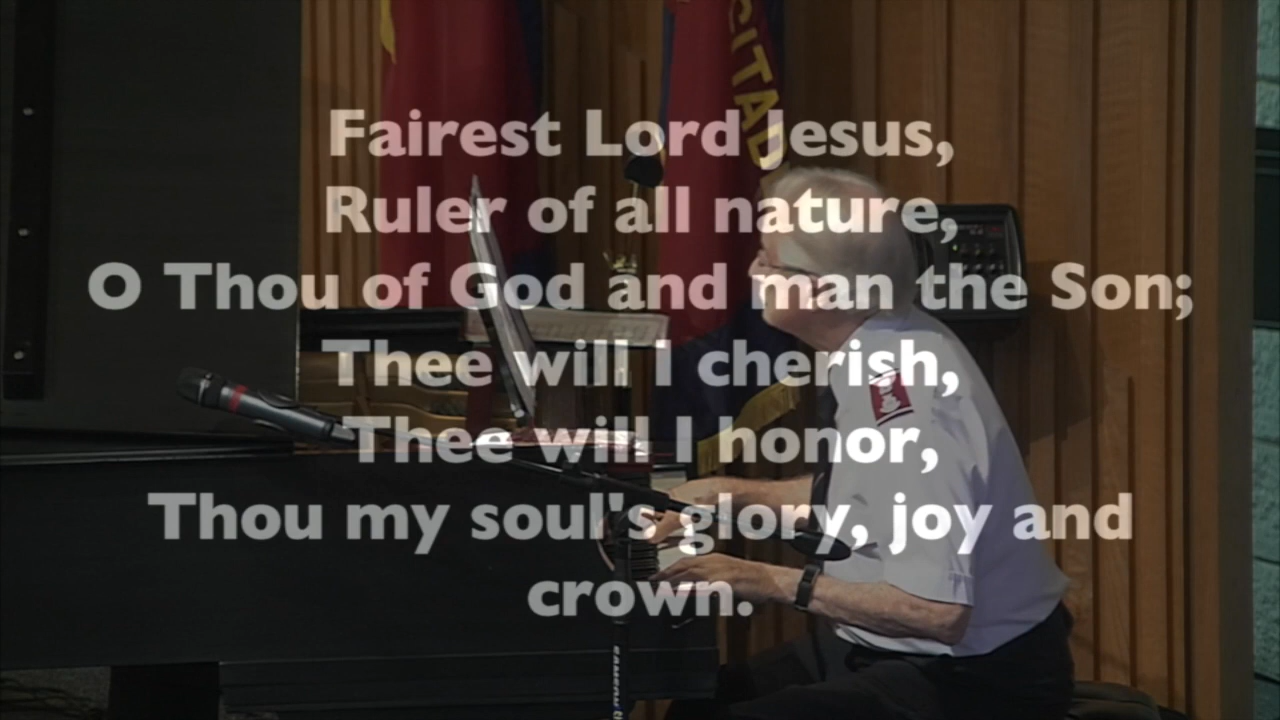 CITAD
Fairest Lord Jesus,
Ruler of all nature,
O Thou of God and man the Son;
Thee will I cherish,
Thee will I honor,
Thou my soul's glory, joy and
crown.